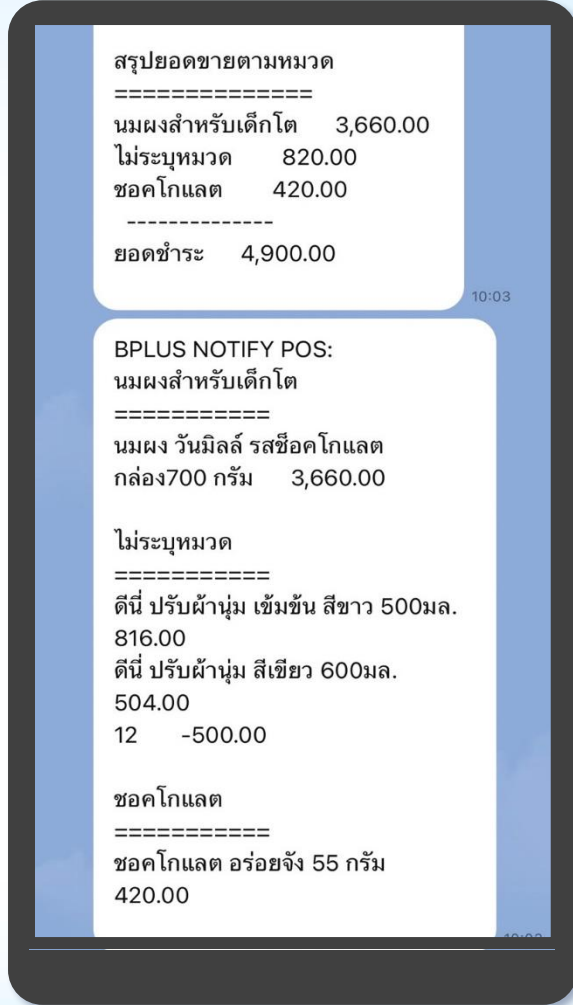 สรุปยอดขายตามหมวด
==============
นมผงสำหรับเด็กโต 3,660.00
ไม่ระบุหมวด 820.00
ชอคโกแลต 420.00
--------------
ยอดชำระ 4,900.00
10:03
BPLUS NOTIFY POS:
นมผงสำหรับเด็กโต
===========
นมผง วันมิลล์ รสช็อคโกแลต
กล่อง700 กรัม 3,660.00
ไม่ระบุหมวด
===========
ดีนี่ ปรับผ้านุ่ม เข้มข้น สีขาว 500มล.
816.00
ดีนี่ ปรับผ้านุ่ม สีเขียว 600มล.
504.00
12 -500.00
ชอคโกแลต
===========
ชอคโกแลต อร่อยจัง 55 กรัม
420.00